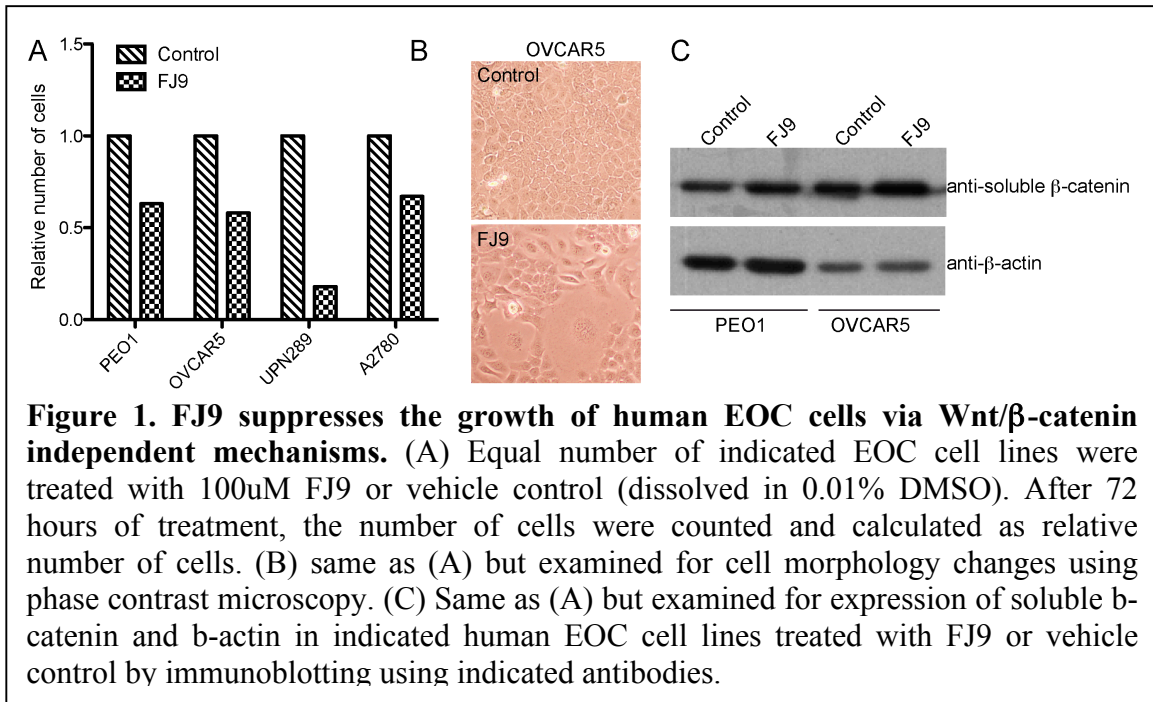 A
1.5
1.0
0.5
0.0
Relative number of cells
Control
FJ9
PEO1
OVCAR5
UPN289
A2780
B
OVCAR5
Control
FJ9
C
Control
FJ9
Control
FJ9
anti-soluble β-catenin
anti-β-actin
PEO1
OVCAR5
Figure 1. FJ9 suppresses the growth of human EOC cells via Wnt/β-catenin
independent mechanisms. (A) Equal number of indicated EOC cell lines were
treated with 100uM FJ9 or vehicle control (dissolved in 0.01% DMSO). After 72
hours of treatment, the number of cells were counted and calculated as relative
number of cells. (B) same as (A) but examined for cell morphology changes using
phase contrast microscopy. (C) Same as (A) but examined for expression of soluble b-
catenin and b-actin in indicated human EOC cell lines treated with FJ9 or vehicle
control by immunoblotting using indicated antibodies.